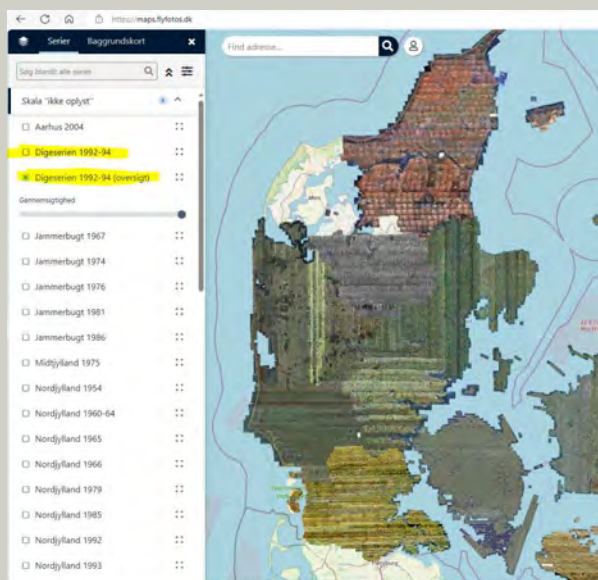 https://maps.flyfotos.dk
Serier
Baggrundskort
Søg blandt alle serier
Find adresse...
Skala "ikke oplyst"
Aarhus 2004
Digeserien 1992-94
Digeserien 1992-94 (oversigt)
Gennemsigtighed
Jammerbugt 1967
Jammerbugt 1974
Jammerbugt 1976
Jammerbugt 1981
Jammerbugt 1986
Midtjylland 1975
Nordjylland 1954
Nordjylland 1960-64
Nordjylland 1965
Nordjylland 1966
Nordjylland 1979
Nordjylland 1985
Nordjylland 1992
Nordjylland 1993
Flensburg